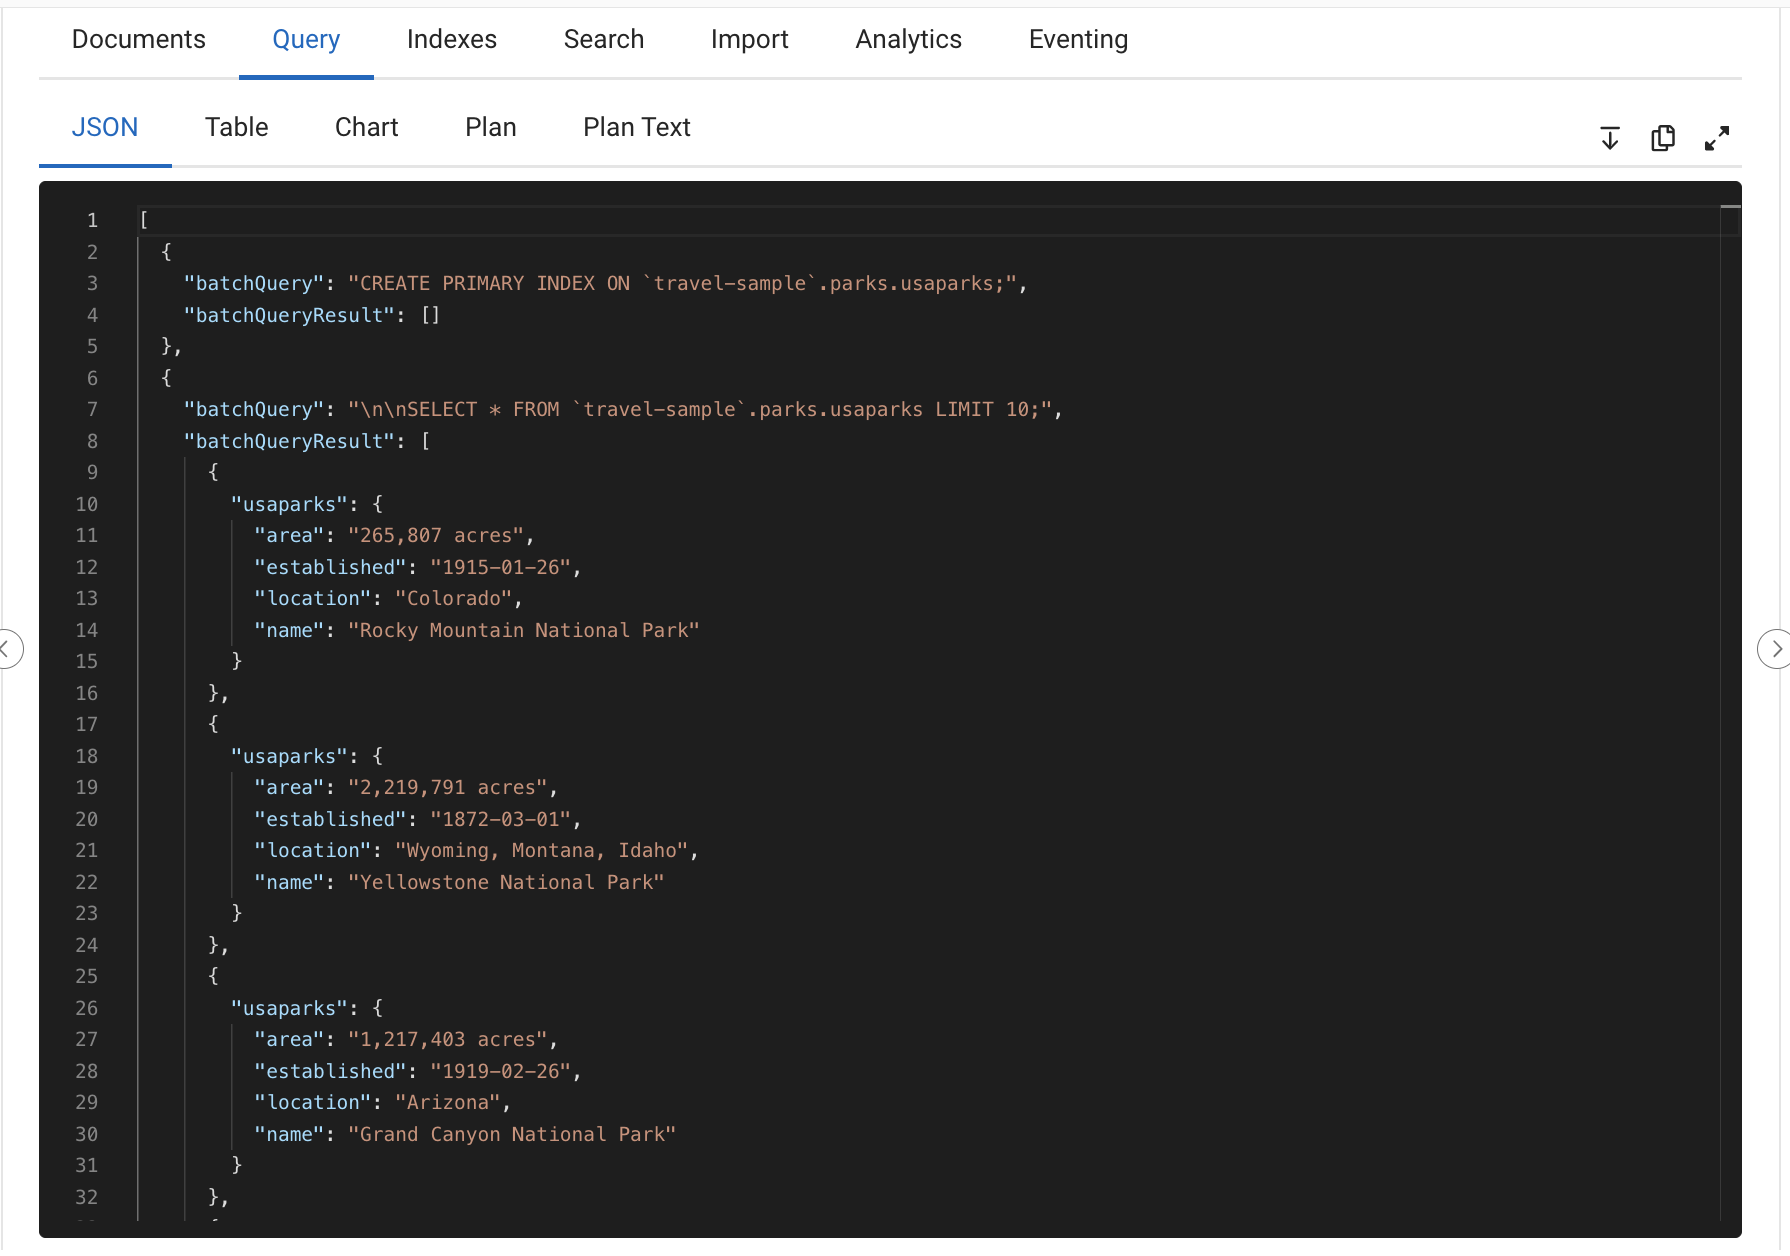 Documents Query Indexes Search Import Analytics Eventing
JSON Table Chart Plan Plan Text
1 [
2 {
3 "batchQuery": "CREATE PRIMARY INDEX ON `travel-sample`.parks.usaparks;",
4 "batchQueryResult": []
5 },
6 {
7 "batchQuery": "\n\nSELECT * FROM `travel-sample`.parks.usaparks LIMIT 10;",
8 "batchQueryResult": [
9 {
10 "usaparks": {
11 "area": "265,807 acres",
12 "established": "1915-01-26",
13 "location": "Colorado",
14 "name": "Rocky Mountain National Park"
15 }
16 },
17 {
18 "usaparks": {
19 "area": "2,219,791 acres",
20 "established": "1872-03-01",
21 "location": "Wyoming, Montana, Idaho",
22 "name": "Yellowstone National Park"
23 }
24 },
25 {
26 "usaparks": {
27 "area": "1,217,403 acres",
28 "established": "1919-02-26",
29 "location": "Arizona",
30 "name": "Grand Canyon National Park"
31 }
32 },